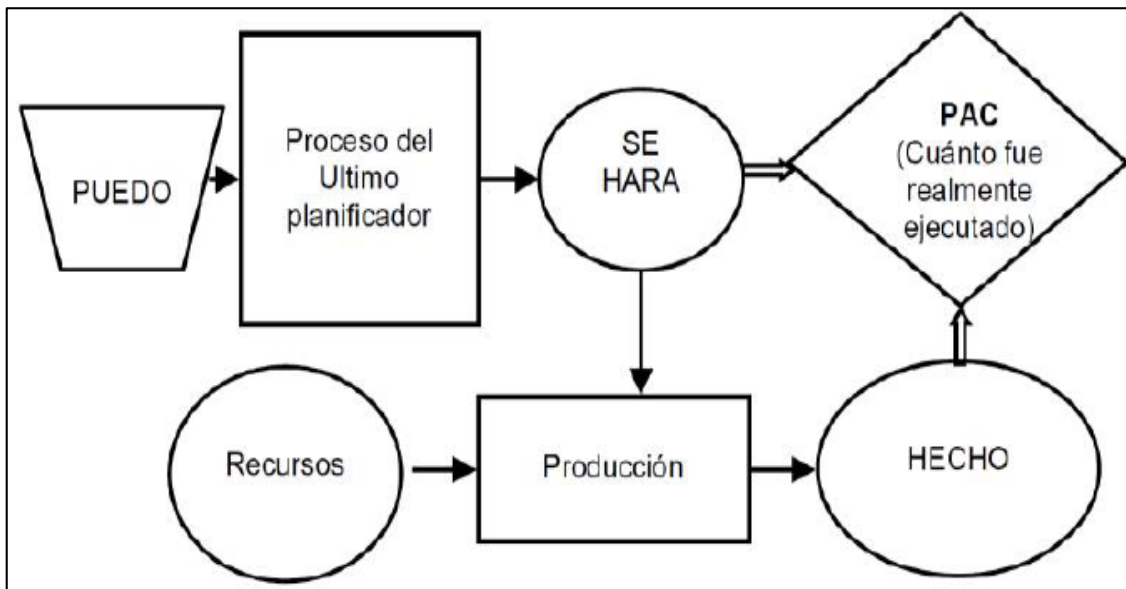 PUEDO
Proceso del
Ultimo
planificador
SE
HARA
PAC
(Cuánto fue
realmente
ejecutado)
Recursos
Producción
HECHO